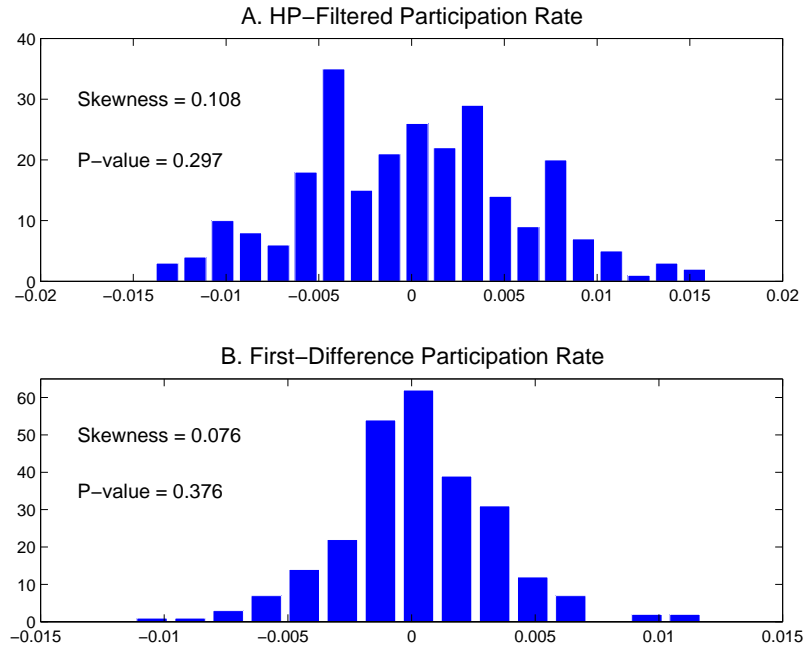 A. HP−Filtered Participation Rate
40
30
20
10
0
Skewness = 0.108
P−value = 0.297
−0.02 −0.015 −0.01 −0.005 0 0.005 0.01 0.015 0.02
B. First−Difference Participation Rate
60
50
40
30
20
10
0
Skewness = 0.076
P−value = 0.376
−0.015 −0.01 −0.005 0 0.005 0.01 0.015